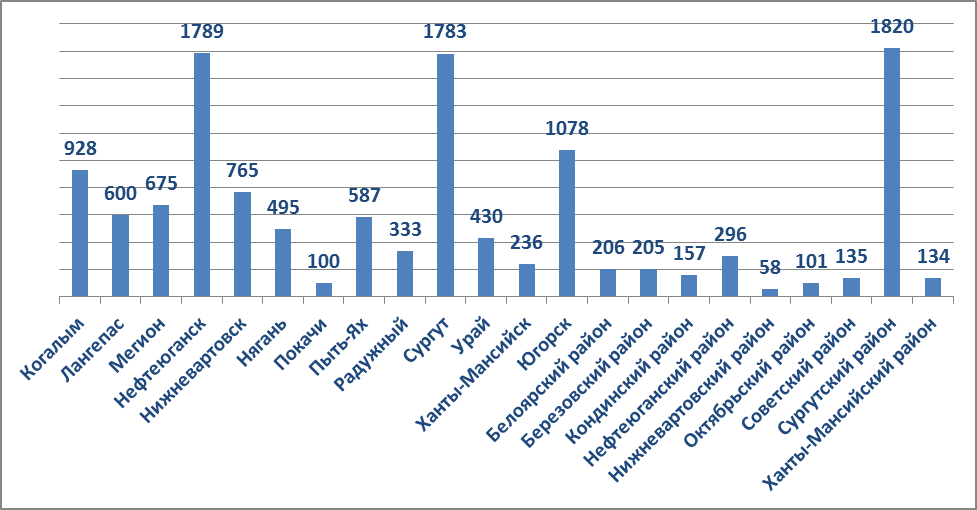 1789
1783
1820
1078
928
765
675
600
587
495
430
333
296
236
206
205
157
135
134
100
101
58
Когалым
Лангепас
Мегион
Нефтеюганск
Нижневартовск
Нягань
Покачи
Пыть-Ях
Радужный
Сургут
Урай
Ханты-Мансийск
Югорск
Белоярский район
Березовский район
Кондинский район
Нефтеюганский район
Нижневартовский район
Октябрьский район
Советский район
Сургутский район
Ханты-Мансийский район